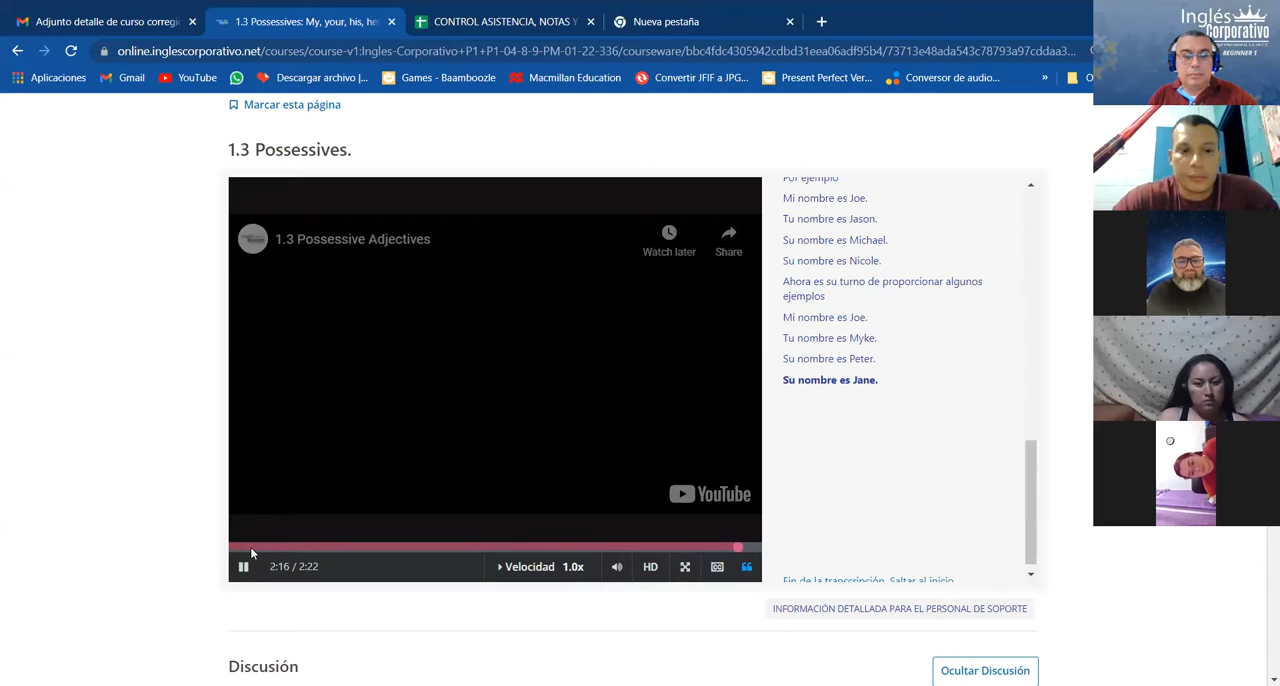 Adjunto detalle de curso corregi
1.3 Possessives: My, your, his, he
CONTROL ASISTENCIA, NOTAS Y
Nueva pestaña
online.inglescorporativo.net/courses/course-v1:Ingles-Corporativo+P1+P1-04-8-9-PM-01-22-336/courseware/bbc4fdc4305942cdbd31eea06adf95b4/73713e48ada543c78793a97cddaa3...
Aplicaciones
Gmail
YouTube
Descargar archivo |...
Games - Baamboozle
Macmillan Education
Convertir JFIF a JPG...
Present Perfect Ver...
Conversor de audio...
»
Inglés
Corporativo
BEGINNER 1
Marcar esta página
1.3 Possessives.
1.3 Possessive Adjectives
Watch later
Share
YouTube
2:16 / 2:22
Velocidad 1.0x
HD
Por ejemplo
Mi nombre es Joe.
Tu nombre es Jason.
Su nombre es Michael.
Su nombre es Nicole.
Ahora es su turno de proporcionar algunos
ejemplos
Mi nombre es Joe.
Tu nombre es Myke.
Su nombre es Peter.
Su nombre es Jane.
Fin de la transcripción. Saltar al inicio.
INFORMACIÓN DETALLADA PARA EL PERSONAL DE SOPORTE
Discusión
Ocultar Discusión